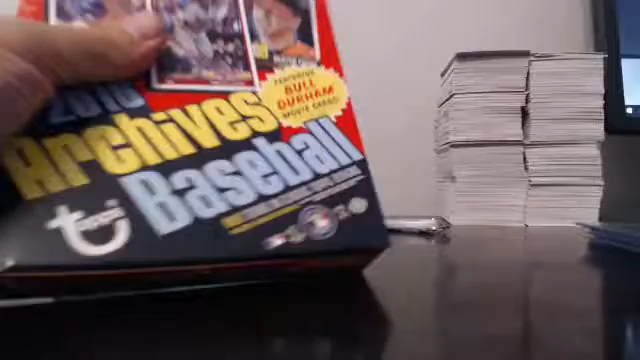 FEATURING
BULL
DURHAM
MOVIE CARDS!
2016
Archives
Baseball
topps